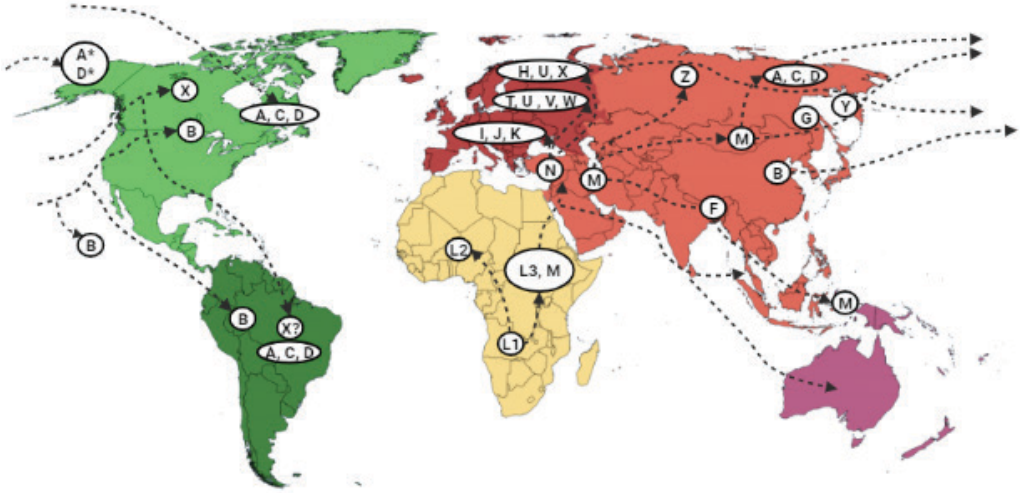 A*
D*
X
A, C, D
B
B
B
X?
A, C, D
H, U, X
T, U, V, W
I, J, K
N
M
L2
L3, M
L1
Z
A, C, D
Y
G
M
B
F
M